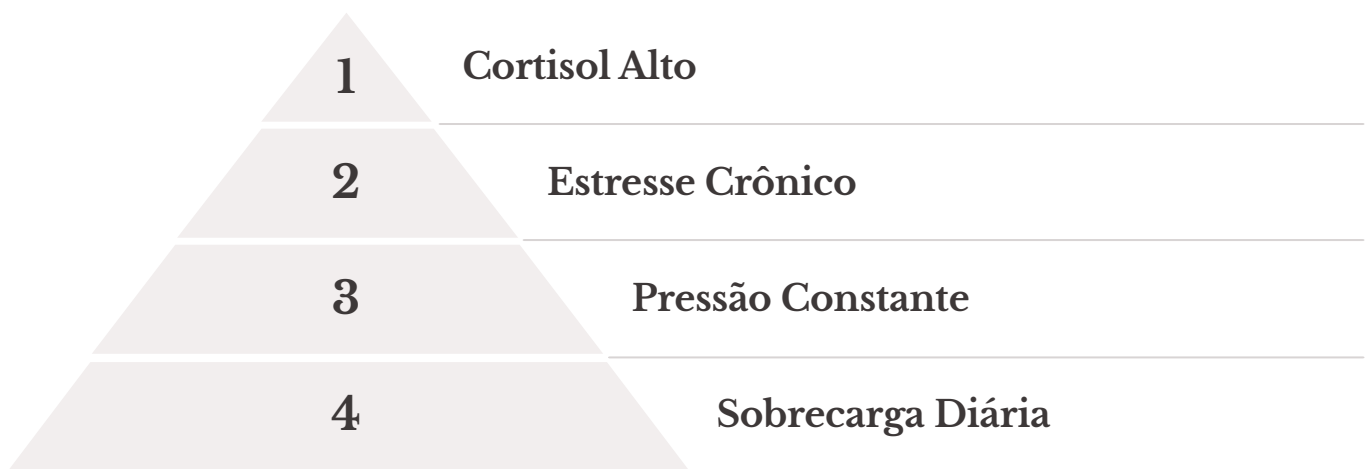 1
Cortisol Alto
2
Estresse Crônico
3
Pressão Constante
4
Sobrecarga Diária